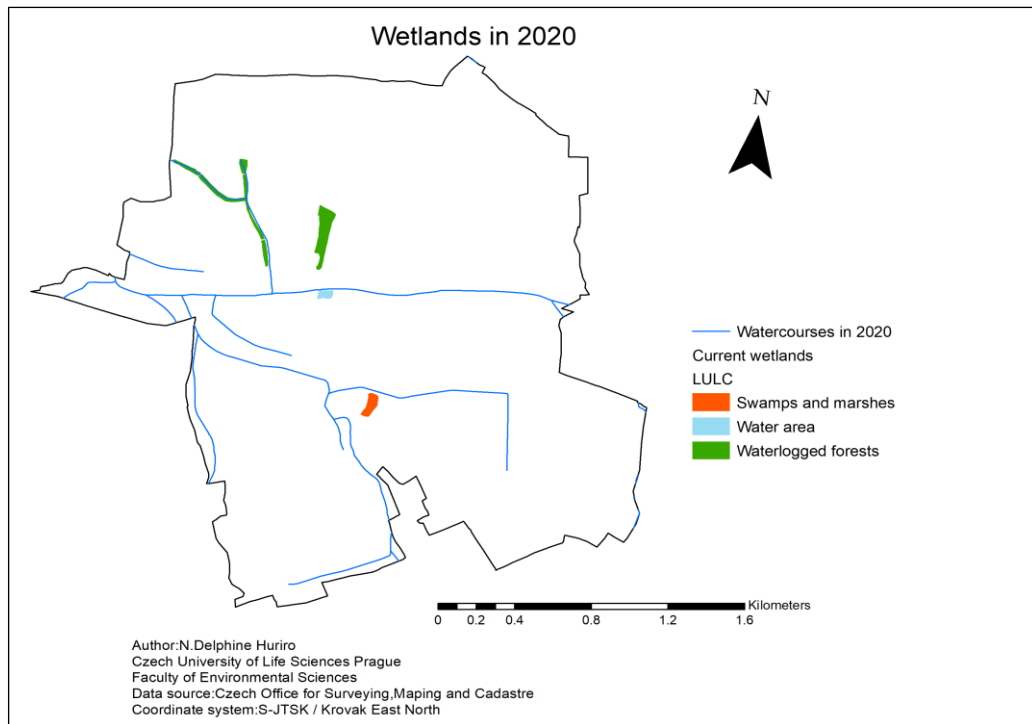 Wetlands in 2020
N
Watercourses in 2020
Current wetlands
LULC
Swamps and marshes
Water area
Waterlogged forests
Kilometers
0 0.2 0.4 0.8 1.2 1.6
Author:N.Delphine Huriro
Czech University of Life Sciences Prague
Faculty of Environmental Sciences
Data source:Czech Office for Surveying,Maping and Cadastre
Coordinate system:S-JTSK / Krovak East North